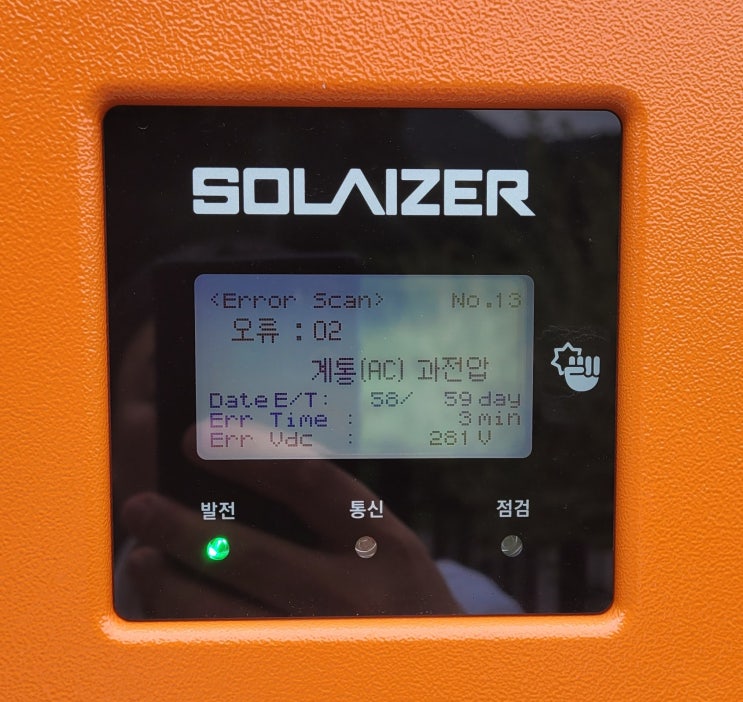 SOLAIZER
<Error Scan> No.13
오류 : 02
계통(AC) 과전압
Date E/T: 58/ 59 day
Err Time : 3 min
Err Vdc : 281 V
발전 통신 점검